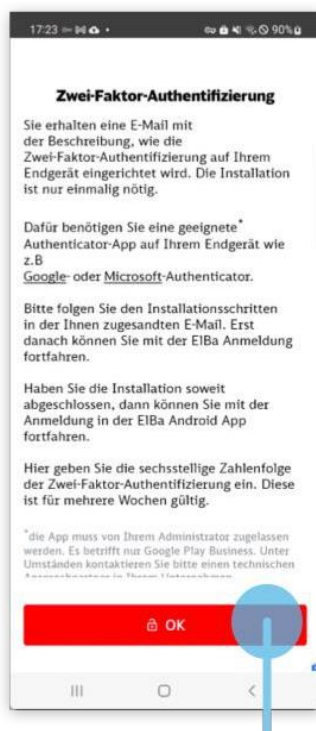 17:23
90%
Zwei-Faktor-Authentifizierung
Sie erhalten eine E-Mail mit
der Beschreibung, wie die
Zwei-Faktor-Authentifizierung auf Ihrem
Endgerät eingerichtet wird. Die Installation
ist nur einmalig nötig.
Dafür benötigen Sie eine geeignete*
Authenticator-App auf Ihrem Endgerät wie
z.B
Google- oder Microsoft-Authenticator.
Bitte folgen Sie den Installationsschritten
in der Ihnen zugesandten E-Mail. Erst
danach können Sie mit der ElBa Anmeldung
fortfahren.
Haben Sie die Installation soweit
abgeschlossen, dann können Sie mit der
Anmeldung in der ElBa Android App
fortfahren.
Hier geben Sie die sechsstellige Zahlenfolge
der Zwei-Faktor-Authentifizierung ein. Diese
ist für mehrere Wochen gültig.
*die App muss von Ihrem Administrator zugelassen
werden. Es betrifft nur Google Play Business. Unter
Umständen kontaktieren Sie bitte einen technischen
OK